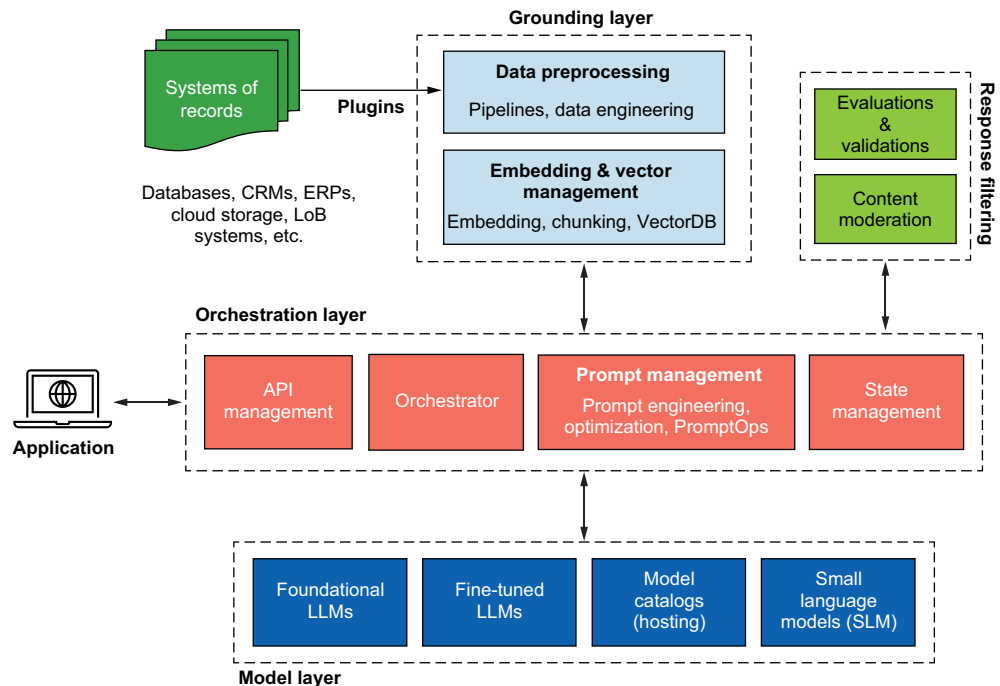 Grounding layer
Systems of
records
Plugins
Data preprocessing
Pipelines, data engineering
Embedding & vector
management
Embedding, chunking, VectorDB
Databases, CRMs, ERPs,
cloud storage, LoB
systems, etc.
Evaluations
&
validations
Content
moderation
Response filtering
Orchestration layer
Application
API
management
Orchestrator
Prompt management
Prompt engineering,
optimization, PromptOps
State
management
Foundational
LLMs
Fine-tuned
LLMs
Model
catalogs
(hosting)
Small
language
models (SLM)
Model layer